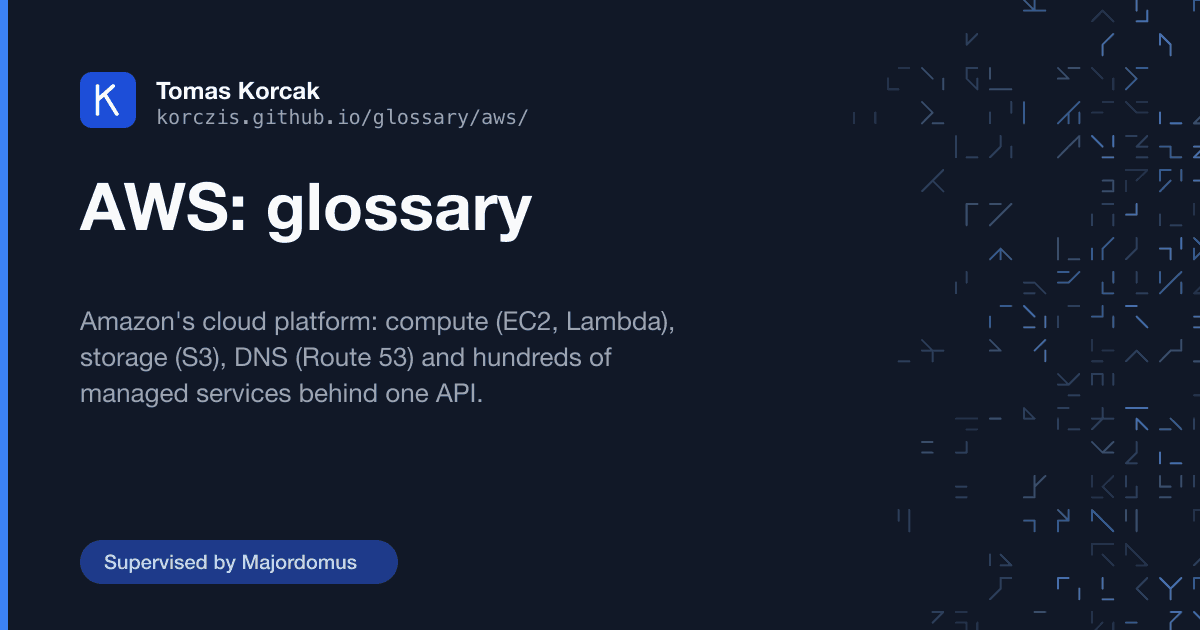 K
Tomas Korcak
korczis.github.io/glossary/aws/
AWS: glossary
Amazon's cloud platform: compute (EC2, Lambda),
storage (S3), DNS (Route 53) and hundreds of
managed services behind one API.
Supervised by Majordomus